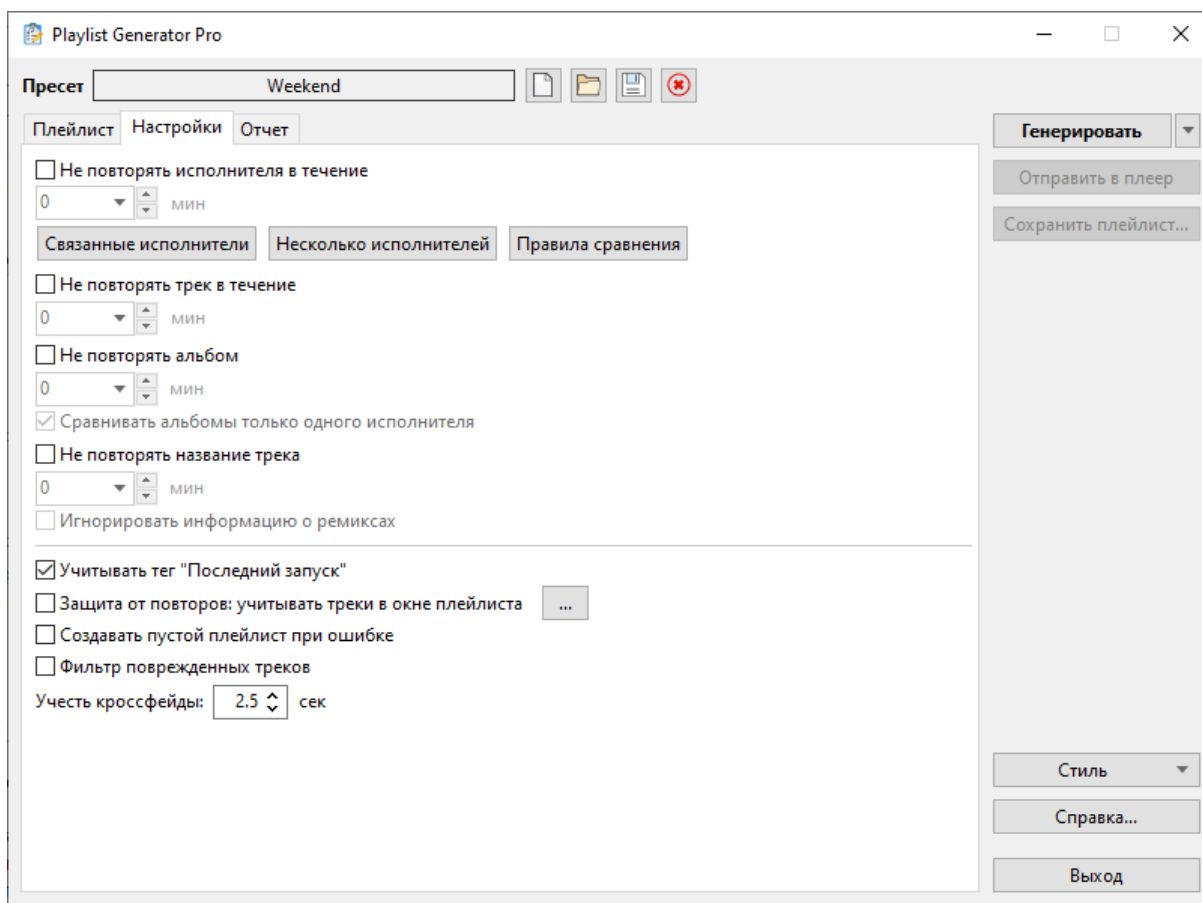 Playlist Generator Pro
Пресет Weekend
Плейлист Настройки Отчет
Генерировать
Не повторять исполнителя в течение
Отправить в плеер
0 мин
Сохранить плейлист...
Связанные исполнители Несколько исполнителей Правила сравнения
Не повторять трек в течение
0 мин
Не повторять альбом
0 мин
Сравнивать альбомы только одного исполнителя
Не повторять название трека
0 мин
Игнорировать информацию о ремиксах
Учитывать тег "Последний запуск"
Защита от повторов: учитывать треки в окне плейлиста ...
Создавать пустой плейлист при ошибке
Фильтр поврежденных треков
Учесть кроссфейды: 2.5 сек
Стиль
Справка...
Выход